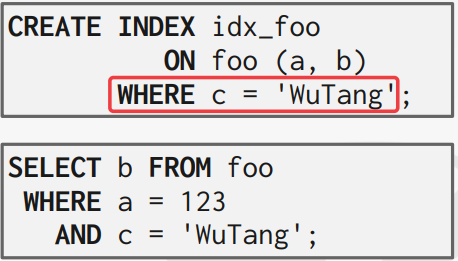 CREATE INDEX idx_foo
ON foo (a, b)
WHERE c = 'WuTang';
SELECT b FROM foo
WHERE a = 123
AND c = 'WuTang';